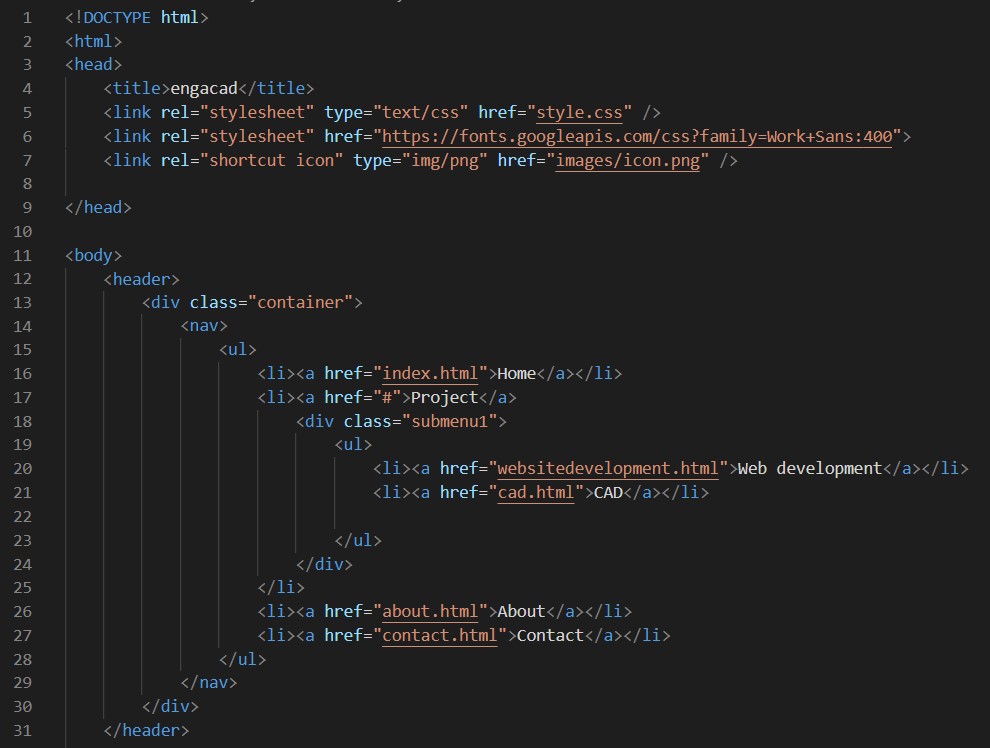 1 <!DOCTYPE html>
2 <html>
3 <head>
4     <title>engacad</title>
5     <link rel="stylesheet" type="text/css" href="style.css" />
6     <link rel="stylesheet" href="https://fonts.googleapis.com/css?family=Work+Sans:400">
7     <link rel="shortcut icon" type="img/png" href="images/icon.png" />
8
9 </head>
10
11 <body>
12     <header>
13         <div class="container">
14             <nav>
15                 <ul>
16                     <li><a href="index.html">Home</a></li>
17                     <li><a href="#">Project</a>
18                         <div class="submenu1">
19                             <ul>
20                                 <li><a href="websitedevelopment.html">Web development</a></li>
21                                 <li><a href="cad.html">CAD</a></li>
22
23                             </ul>
24                         </div>
25                     </li>
26                     <li><a href="about.html">About</a></li>
27                     <li><a href="contact.html">Contact</a></li>
28                 </ul>
29             </nav>
30         </div>
31     </header>